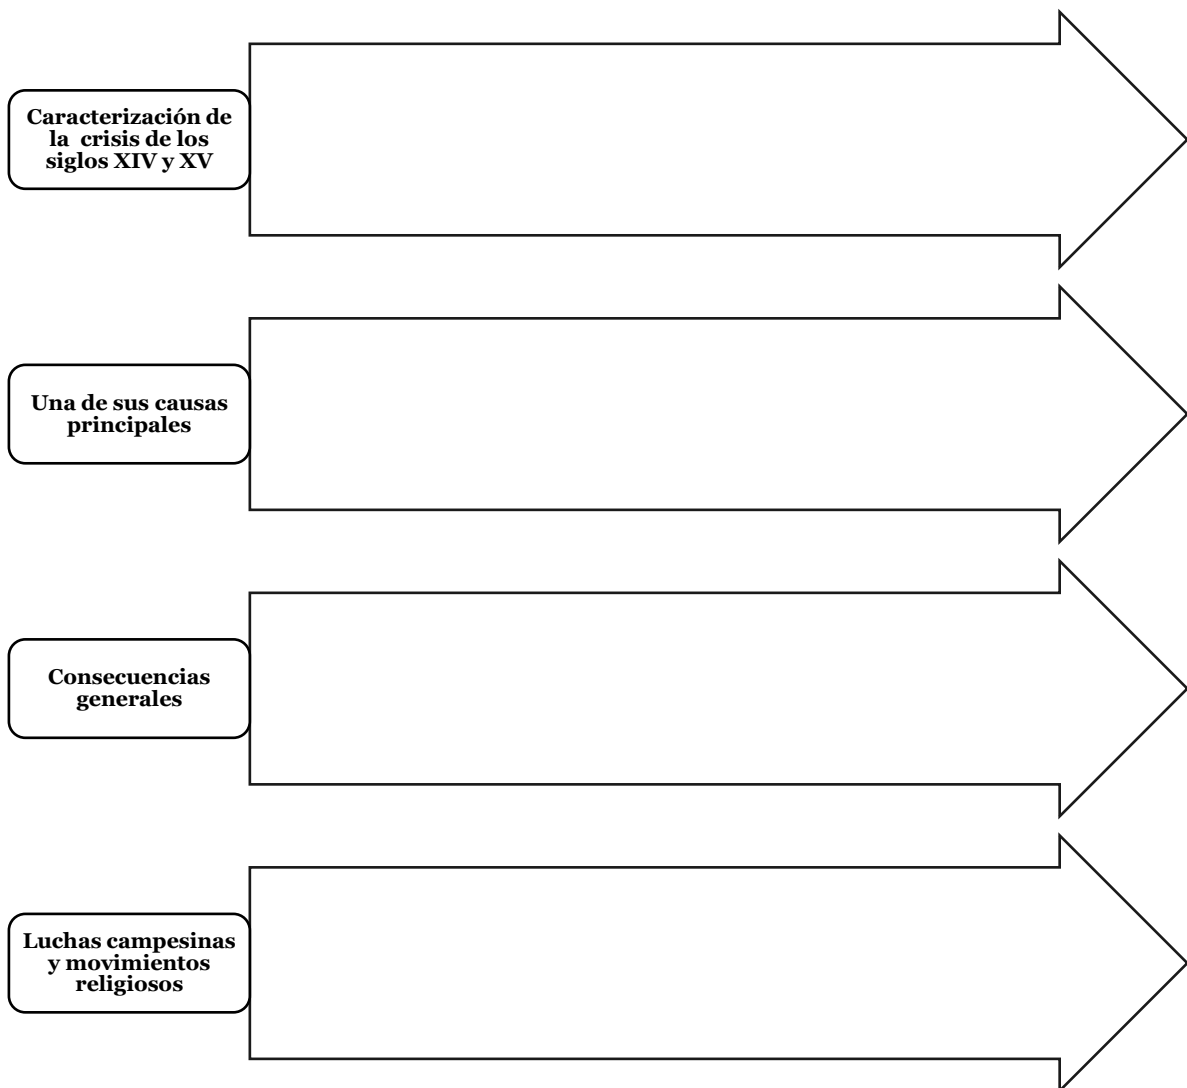 Caracterización de
la crisis de los
siglos XIV y XV
Una de sus causas
principales
Consecuencias
generales
Luchas campesinas
y movimientos
religiosos